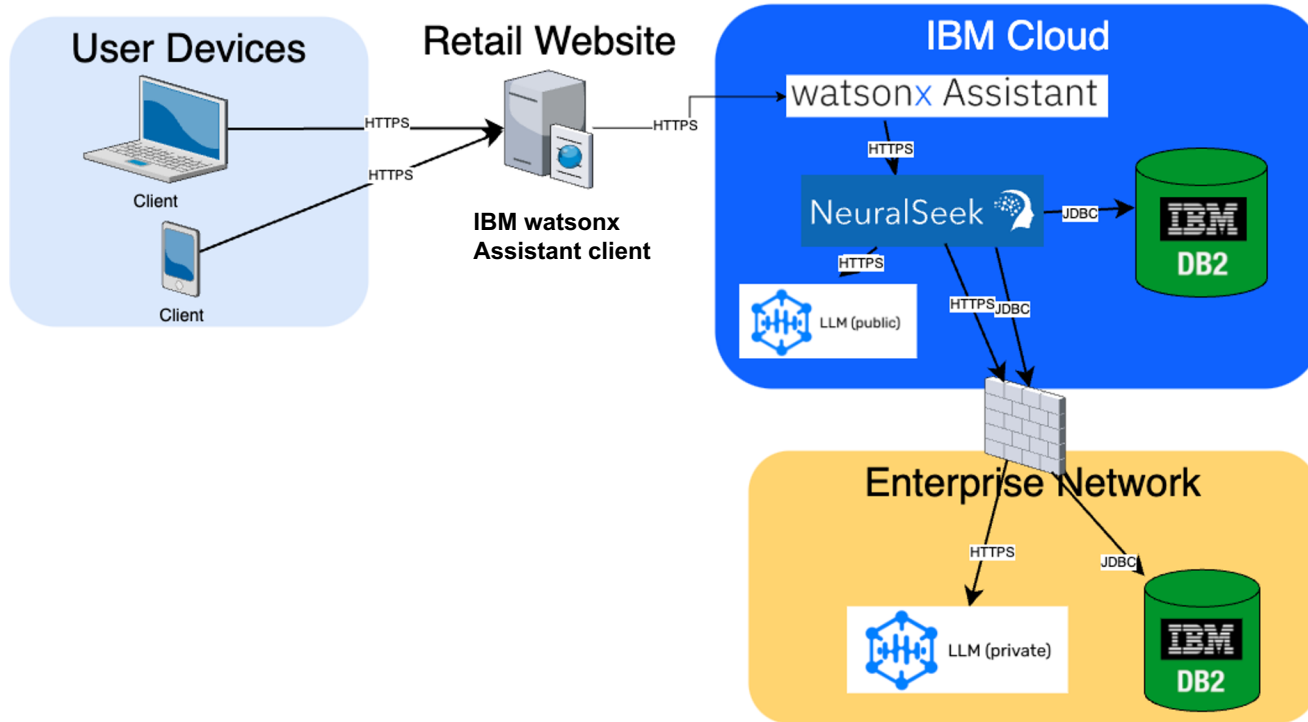 User Devices
Retail Website
IBM Cloud
watsonx Assistant
HTTPS
HTTPS
HTTPS
HTTPS
Client
Client
IBM watsonx
Assistant client
NeuralSeek
JDBC
IBM
DB2
HTTPS
LLM (public)
HTTPS
JDBC
Enterprise Network
HTTPS
JDBC
LLM (private)
IBM
DB2